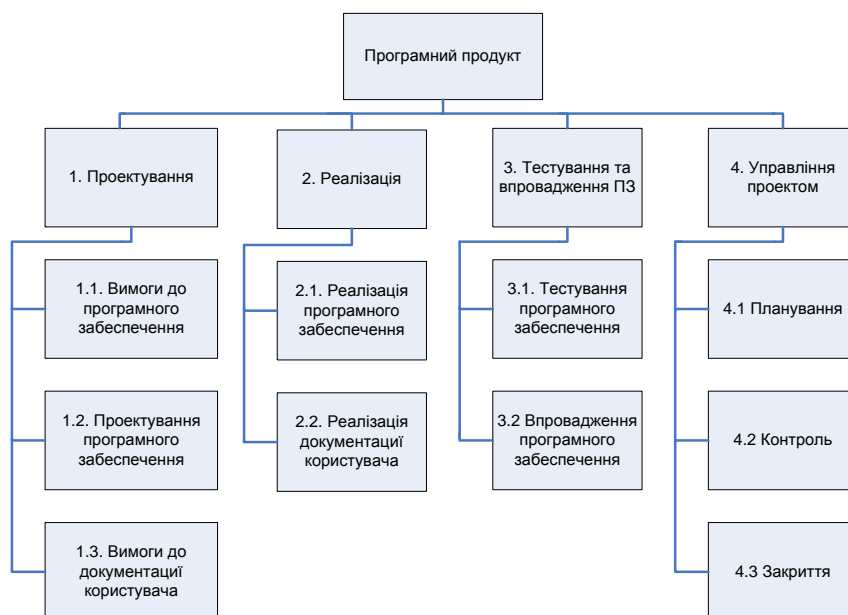 Програмний продукт
1. Проектування
2. Реалізація
3. Тестування та
впровадження ПЗ
4. Управління
проектом
1.1. Вимоги до
програмного
забеспечення
2.1. Реалізація
програмного
забезпечення
3.1. Тестування
програмного
забезпечення
4.1 Планування
1.2. Проектування
програмного
забезпечення
2.2. Реалізація
документації
користувача
3.2 Впровадження
програмного
забезпечення
4.2 Контроль
1.3. Вимоги до
документації
користувача
4.3 Закриття